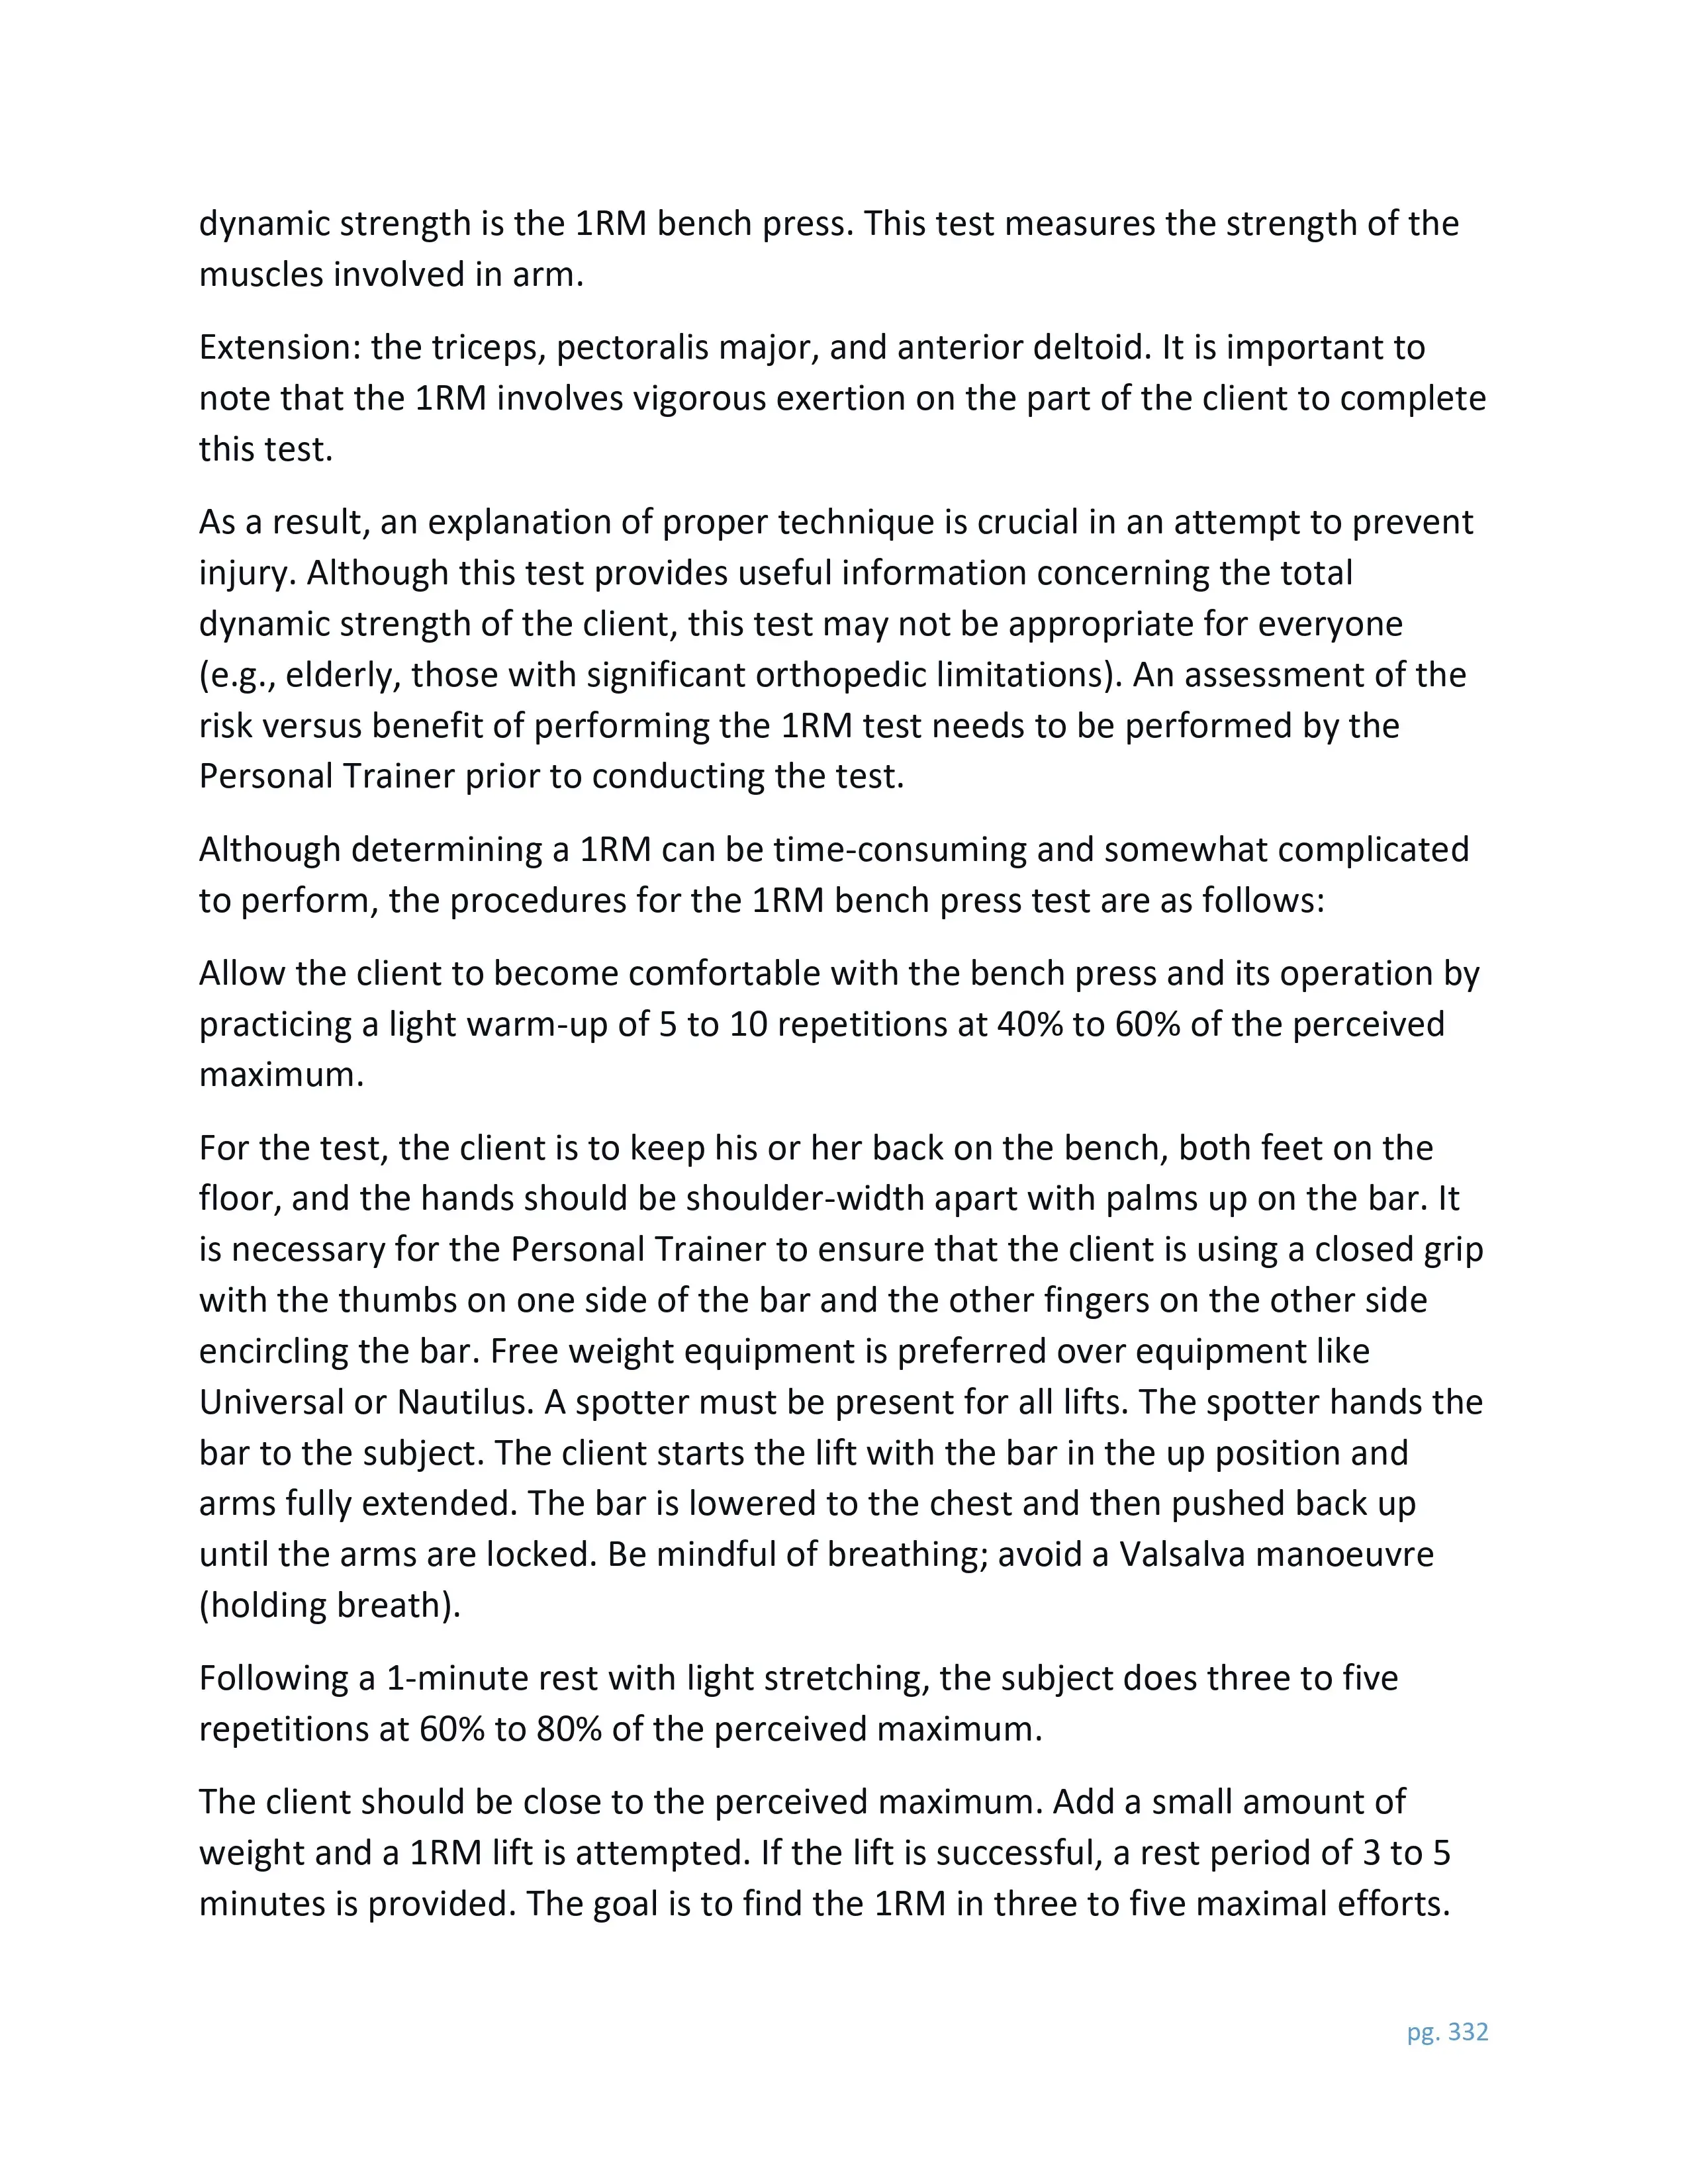 dynamic strength is the 1RM bench press. This test measures the strength of the
muscles involved in arm.
Extension: the triceps, pectoralis major, and anterior deltoid. It is important to
note that the 1RM involves vigorous exertion on the part of the client to complete
this test.
As a result, an explanation of proper technique is crucial in an attempt to prevent
injury. Although this test provides useful information concerning the total
dynamic strength of the client, this test may not be appropriate for everyone
(e.g., elderly, those with significant orthopedic limitations). An assessment of the
risk versus benefit of performing the 1RM test needs to be performed by the
Personal Trainer prior to conducting the test.
Although determining a 1RM can be time-consuming and somewhat complicated
to perform, the procedures for the 1RM bench press test are as follows:
Allow the client to become comfortable with the bench press and its operation by
practicing a light warm-up of 5 to 10 repetitions at 40% to 60% of the perceived
maximum.
For the test, the client is to keep his or her back on the bench, both feet on the
floor, and the hands should be shoulder-width apart with palms up on the bar. It
is necessary for the Personal Trainer to ensure that the client is using a closed grip
with the thumbs on one side of the bar and the other fingers on the other side
encircling the bar. Free weight equipment is preferred over equipment like
Universal or Nautilus. A spotter must be present for all lifts. The spotter hands the
bar to the subject. The client starts the lift with the bar in the up position and
arms fully extended. The bar is lowered to the chest and then pushed back up
until the arms are locked. Be mindful of breathing; avoid a Valsalva manoeuvre
(holding breath).
Following a 1-minute rest with light stretching, the subject does three to five
repetitions at 60% to 80% of the perceived maximum.
The client should be close to the perceived maximum. Add a small amount of
weight and a 1RM lift is attempted. If the lift is successful, a rest period of 3 to 5
minutes is provided. The goal is to find the 1RM in three to five maximal efforts.
pg. 332